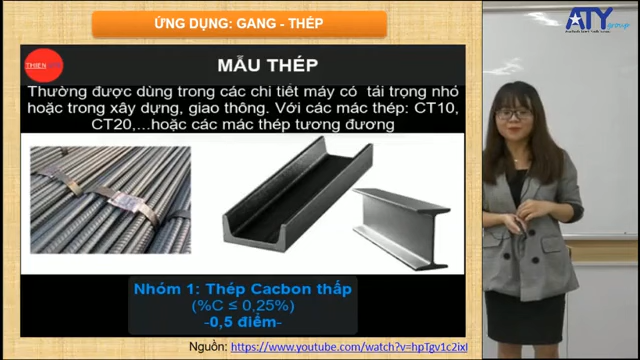 ỨNG DỤNG: GANG - THÉP
ATY group
THIEN
MẪU THÉP
Thường được dùng trong các chi tiết máy có tải trọng nhỏ
hoặc trong xây dựng, giao thông. Với các mác thép: CT10,
CT20,...hoặc các mác thép tương đương
Nhóm 1: Thép Cacbon thấp
(%C ≤ 0,25%)
-0,5 điểm-
Nguồn: https://www.youtube.com/watch?v=hpTgv1c2ixI